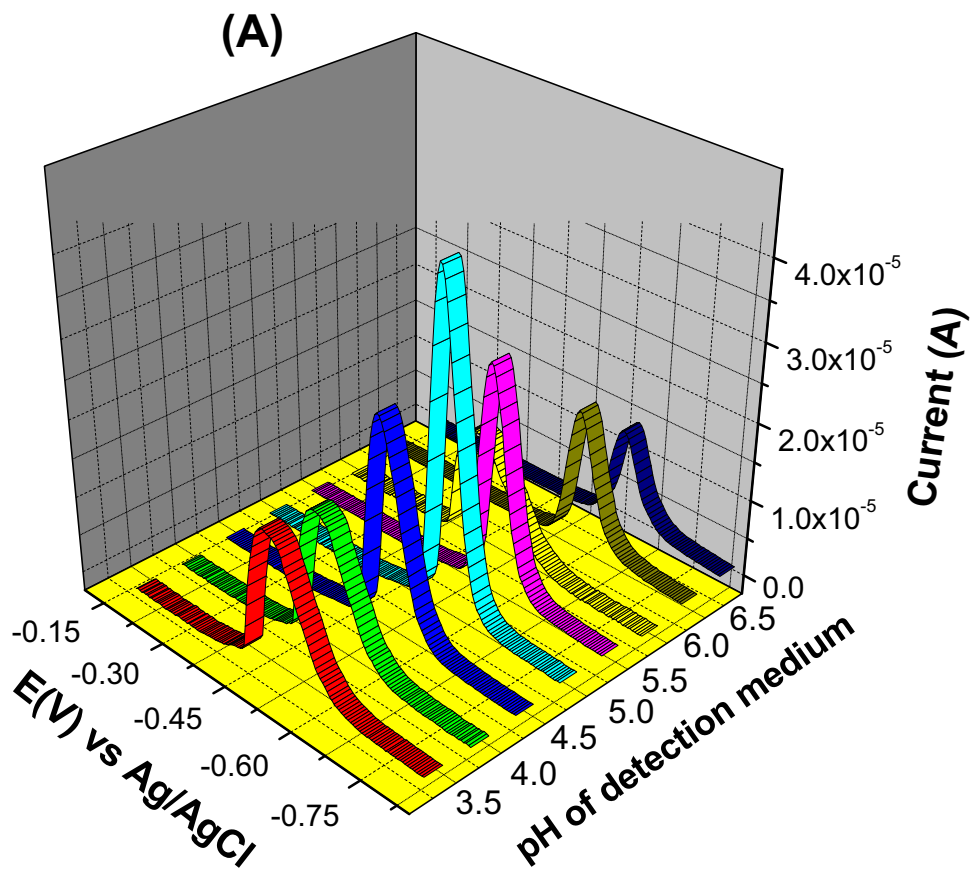 (A)
4.0x10⁻⁵
3.0x10⁻⁵
2.0x10⁻⁵
1.0x10⁻⁵
0.0
Current (A)
-0.15
-0.30
-0.45
-0.60
-0.75
E(V) vs Ag/AgCl
3.5
4.0
4.5
5.0
5.5
6.0
6.5
pH of detection medium